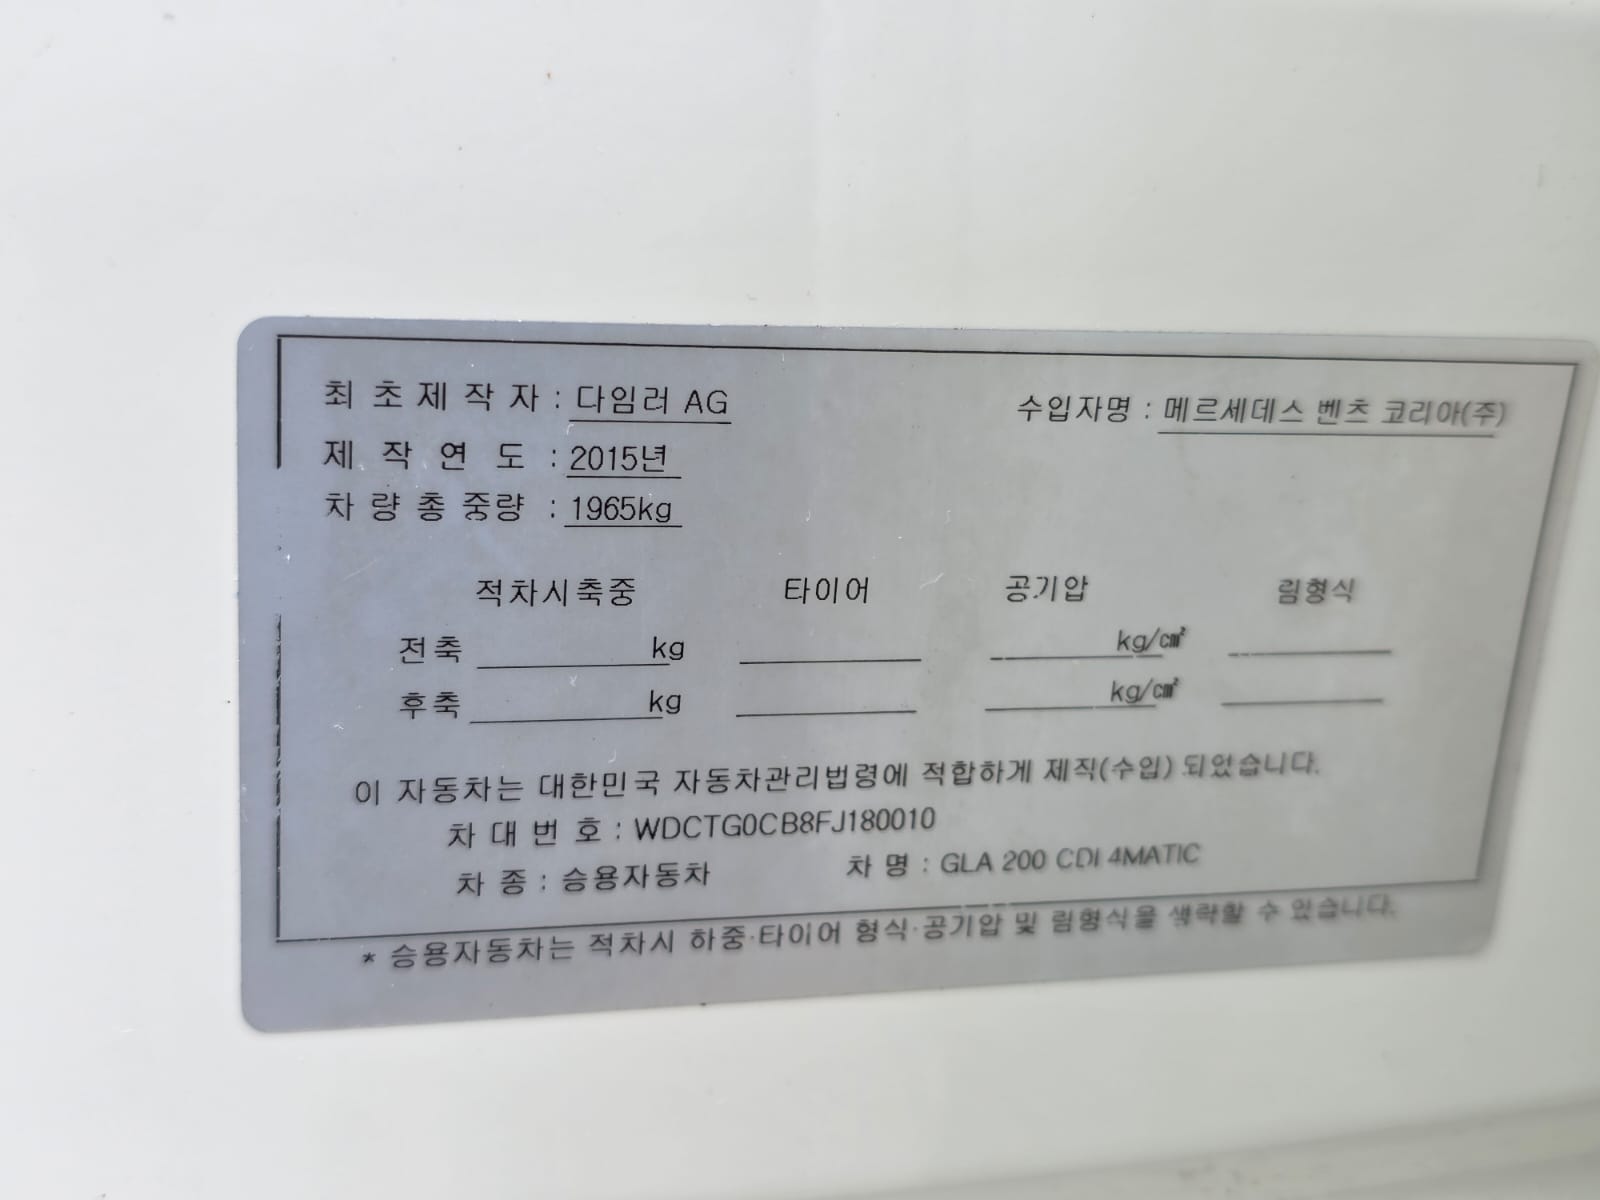 최초제작자 : 다임러 AG 수입자명 : 메르세데스 벤츠 코리아(주)
제작연도 : 2015년
차량총중량 : 1965kg
적차시축중 타이어 공기압 림형식
전축 kg kg/㎠
후축 kg kg/㎠
이 자동차는 대한민국 자동차관리법령에 적합하게 제작(수입) 되었습니다.
차대번호 : WDCTG0CB8FJ180010
차종 : 승용자동차 차명 : GLA 200 CDI 4MATIC
* 승용자동차는 적차시 하중·타이어 형식·공기압 및 림형식을 생략할 수 있습니다.